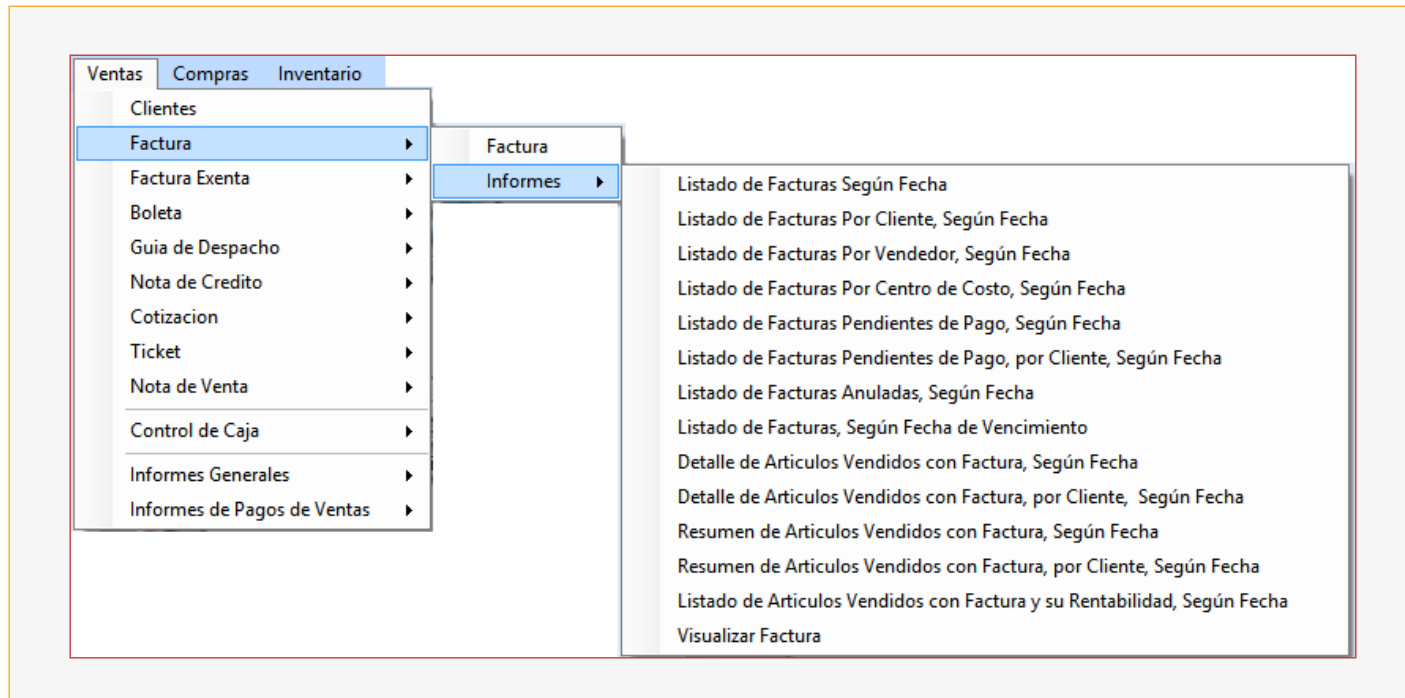 Ventas Compras Inventario
Clientes
Factura
Factura Exenta
Boleta
Guia de Despacho
Nota de Credito
Cotizacion
Ticket
Nota de Venta
Control de Caja
Informes Generales
Informes de Pagos de Ventas
Factura
Informes
Listado de Facturas Según Fecha
Listado de Facturas Por Cliente, Según Fecha
Listado de Facturas Por Vendedor, Según Fecha
Listado de Facturas Por Centro de Costo, Según Fecha
Listado de Facturas Pendientes de Pago, Según Fecha
Listado de Facturas Pendientes de Pago, por Cliente, Según Fecha
Listado de Facturas Anuladas, Según Fecha
Listado de Facturas, Según Fecha de Vencimiento
Detalle de Articulos Vendidos con Factura, Según Fecha
Detalle de Articulos Vendidos con Factura, por Cliente, Según Fecha
Resumen de Articulos Vendidos con Factura, Según Fecha
Resumen de Articulos Vendidos con Factura, por Cliente, Según Fecha
Listado de Articulos Vendidos con Factura y su Rentabilidad, Según Fecha
Visualizar Factura